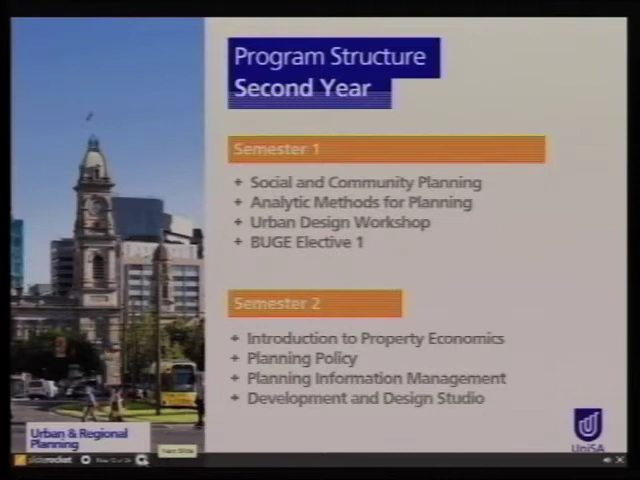 Program Structure
Second Year
Semester 1
+ Social and Community Planning
+ Analytic Methods for Planning
+ Urban Design Workshop
+ BUGE Elective 1
Semester 2
+ Introduction to Property Economics
+ Planning Policy
+ Planning Information Management
+ Development and Design Studio
Urban & Regional
Planning
UniSA
sliderocket